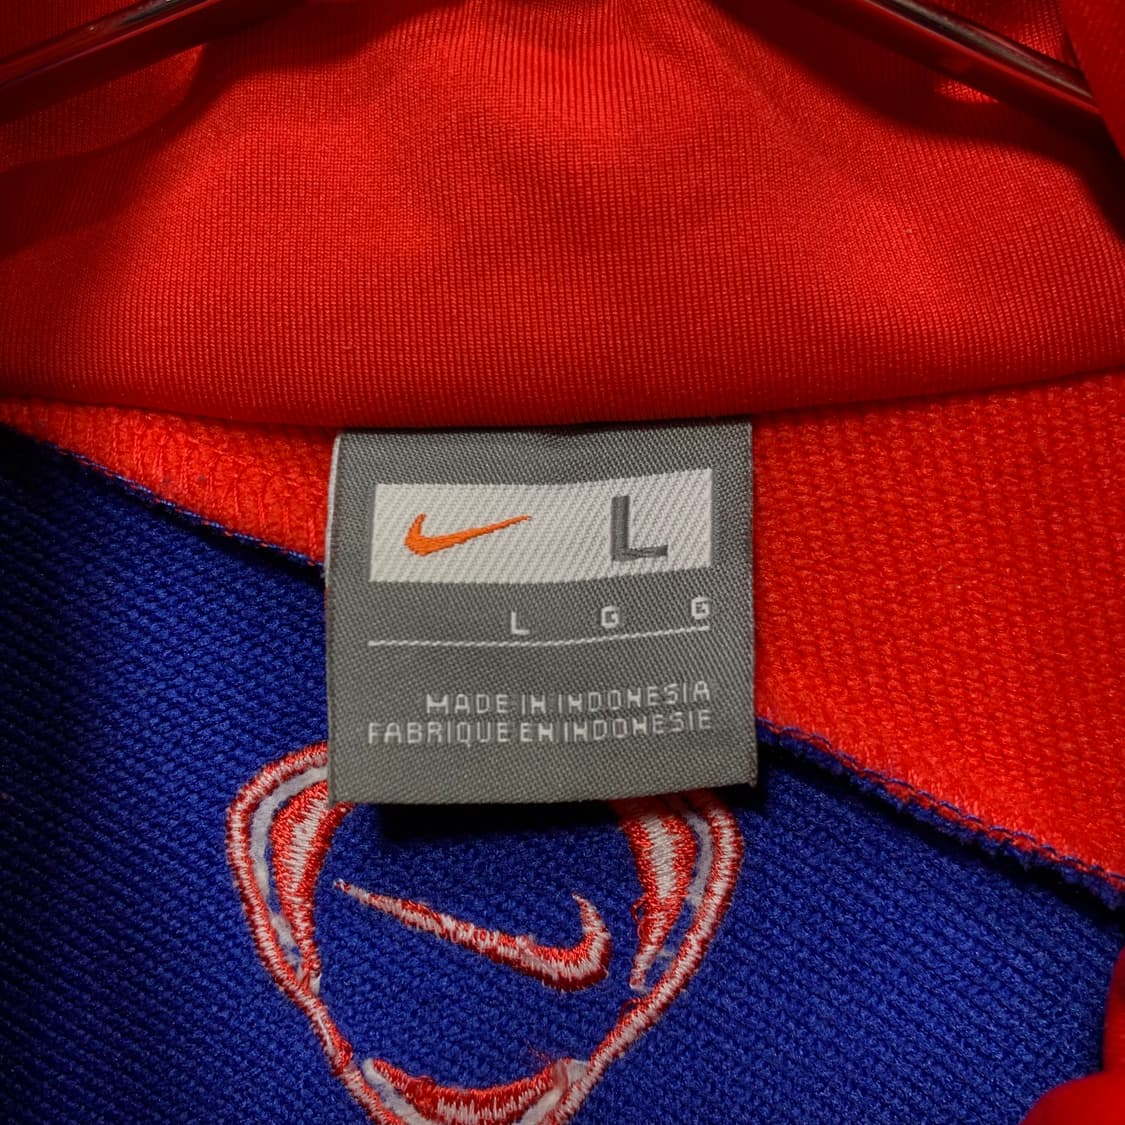 L
L G G
MADE IN INDONESIA
FABRIQUE EN INDONESIE